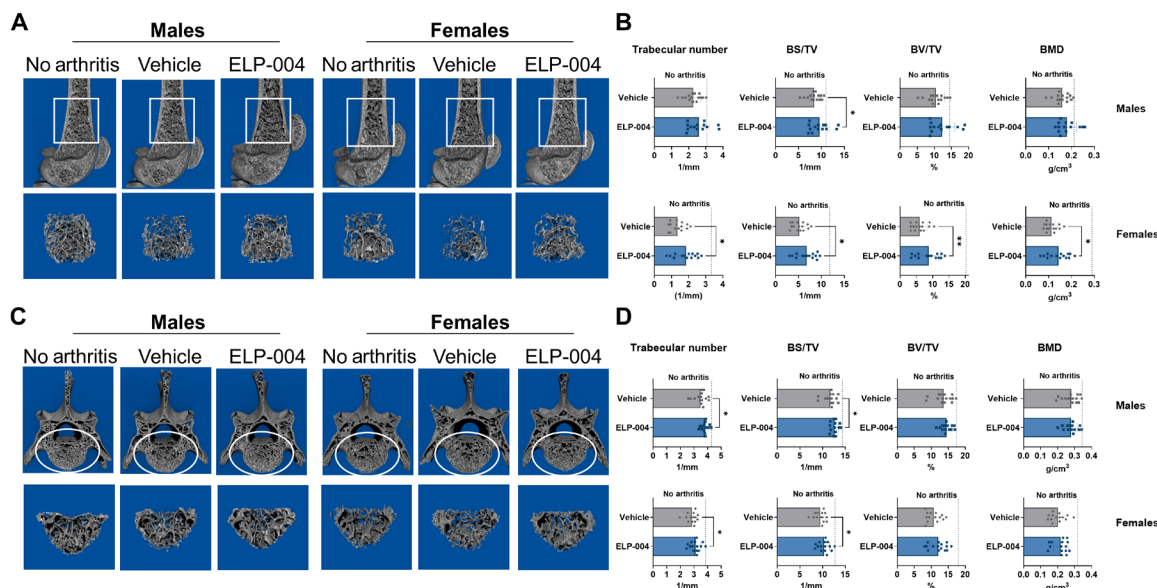 A
Males
Females
No arthritis Vehicle ELP-004 No arthritis Vehicle ELP-004
B
Trabecular number BS/TV BV/TV BMD
No arthritis No arthritis No arthritis No arthritis
Vehicle Vehicle Vehicle Vehicle
*
Males
ELP-004 ELP-004 ELP-004 ELP-004
0 1 2 3 4 0 5 10 15 0 5 10 15 20 0.0 0.1 0.2 0.3
1/mm 1/mm % g/cm³
No arthritis No arthritis No arthritis No arthritis
Vehicle Vehicle Vehicle Vehicle
* * ** *
Females
ELP-004 ELP-004 ELP-004 ELP-004
0 1 2 3 4 0 5 10 15 0 5 10 15 20 0.0 0.1 0.2 0.3
(1/mm) 1/mm % g/cm³
C
Males
Females
No arthritis Vehicle ELP-004 No arthritis Vehicle ELP-004
D
Trabecular number BS/TV BV/TV BMD
No arthritis No arthritis No arthritis No arthritis
Vehicle Vehicle Vehicle Vehicle
* *
Males
ELP-004 ELP-004 ELP-004 ELP-004
0 1 2 3 4 5 0 5 10 15 0 5 10 15 20 0.0 0.1 0.2 0.3 0.4
1/mm 1/mm % g/cm³
No arthritis No arthritis No arthritis No arthritis
Vehicle Vehicle Vehicle Vehicle
* *
Females
ELP-004 ELP-004 ELP-004 ELP-004
0 1 2 3 4 5 0 5 10 15 0 5 10 15 20 0.0 0.1 0.2 0.3 0.4
1/mm 1/mm % g/cm³